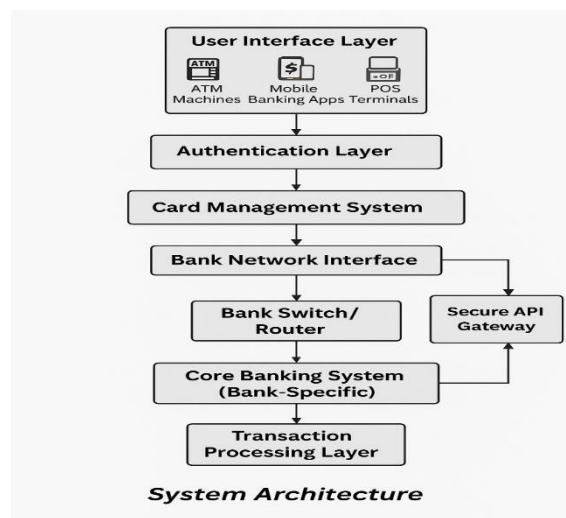 User Interface Layer
ATM
$
ATM Mobile POS
Machines Banking Apps Terminals
Authentication Layer
Card Management System
Bank Network Interface
Bank Switch/
Router
Secure API
Gateway
Core Banking System
(Bank-Specific)
Transaction
Processing Layer
System Architecture